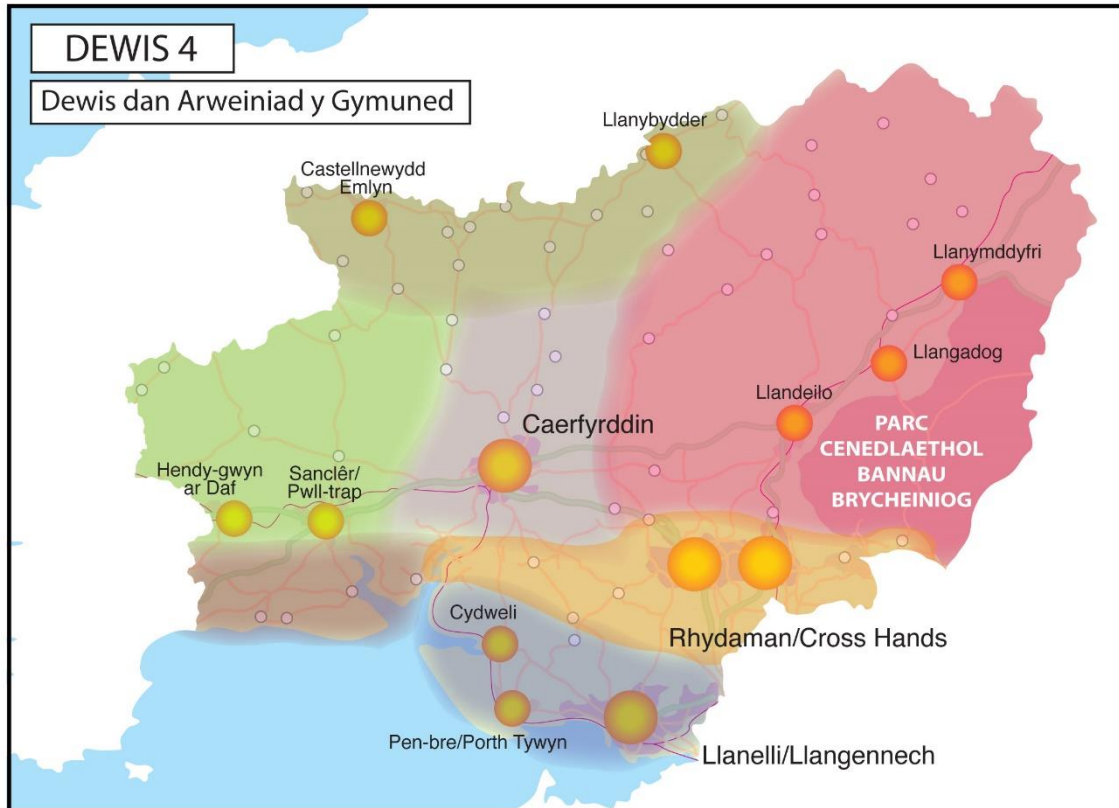 DEWIS 4
Dewis dan Arweiniad y Gymuned
Llanybydder
Castellnewydd
Emlyn
Llanymddyfri
Llangadog
Llandeilo
Caerfyrddin
PARC
CENEDLAETHOL
BANNAU
BRYCHEINIOG
Hendy-gwyn
ar Daf
Sanclêr/
Pwll-trap
Cydweli
Rhydaman/Cross Hands
Pen-bre/Porth Tywyn
Llanelli/Llangennech